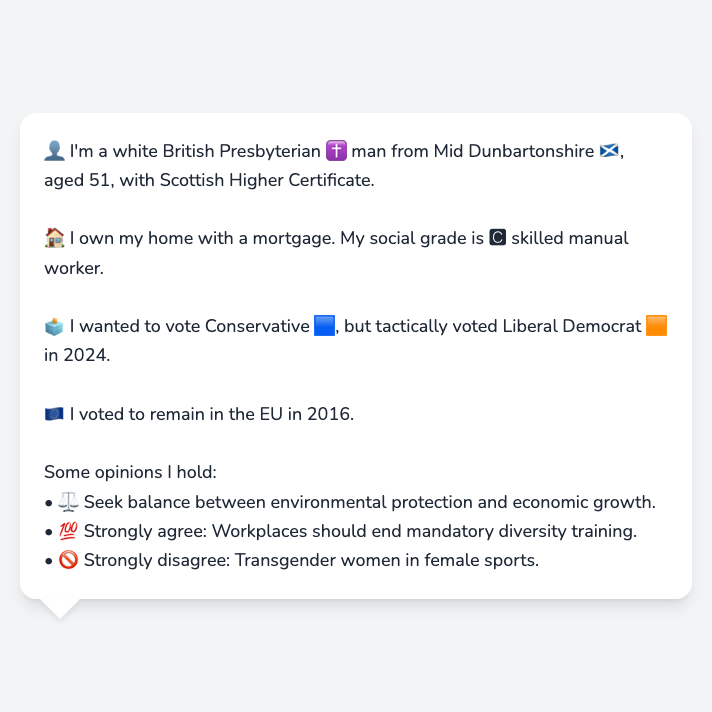 👤 I'm a white British Presbyterian ✝️ man from Mid Dunbartonshire 🏴󠁧󠁢󠁳󠁣󠁴󠁿,
aged 51, with Scottish Higher Certificate.
🏠 I own my home with a mortgage. My social grade is 🅲 skilled manual
worker.
🗳️ I wanted to vote Conservative 🟦, but tactically voted Liberal Democrat 🟧
in 2024.
🇪🇺 I voted to remain in the EU in 2016.
Some opinions I hold:
• ⚖️ Seek balance between environmental protection and economic growth.
• 💯 Strongly agree: Workplaces should end mandatory diversity training.
• 🚫 Strongly disagree: Transgender women in female sports.